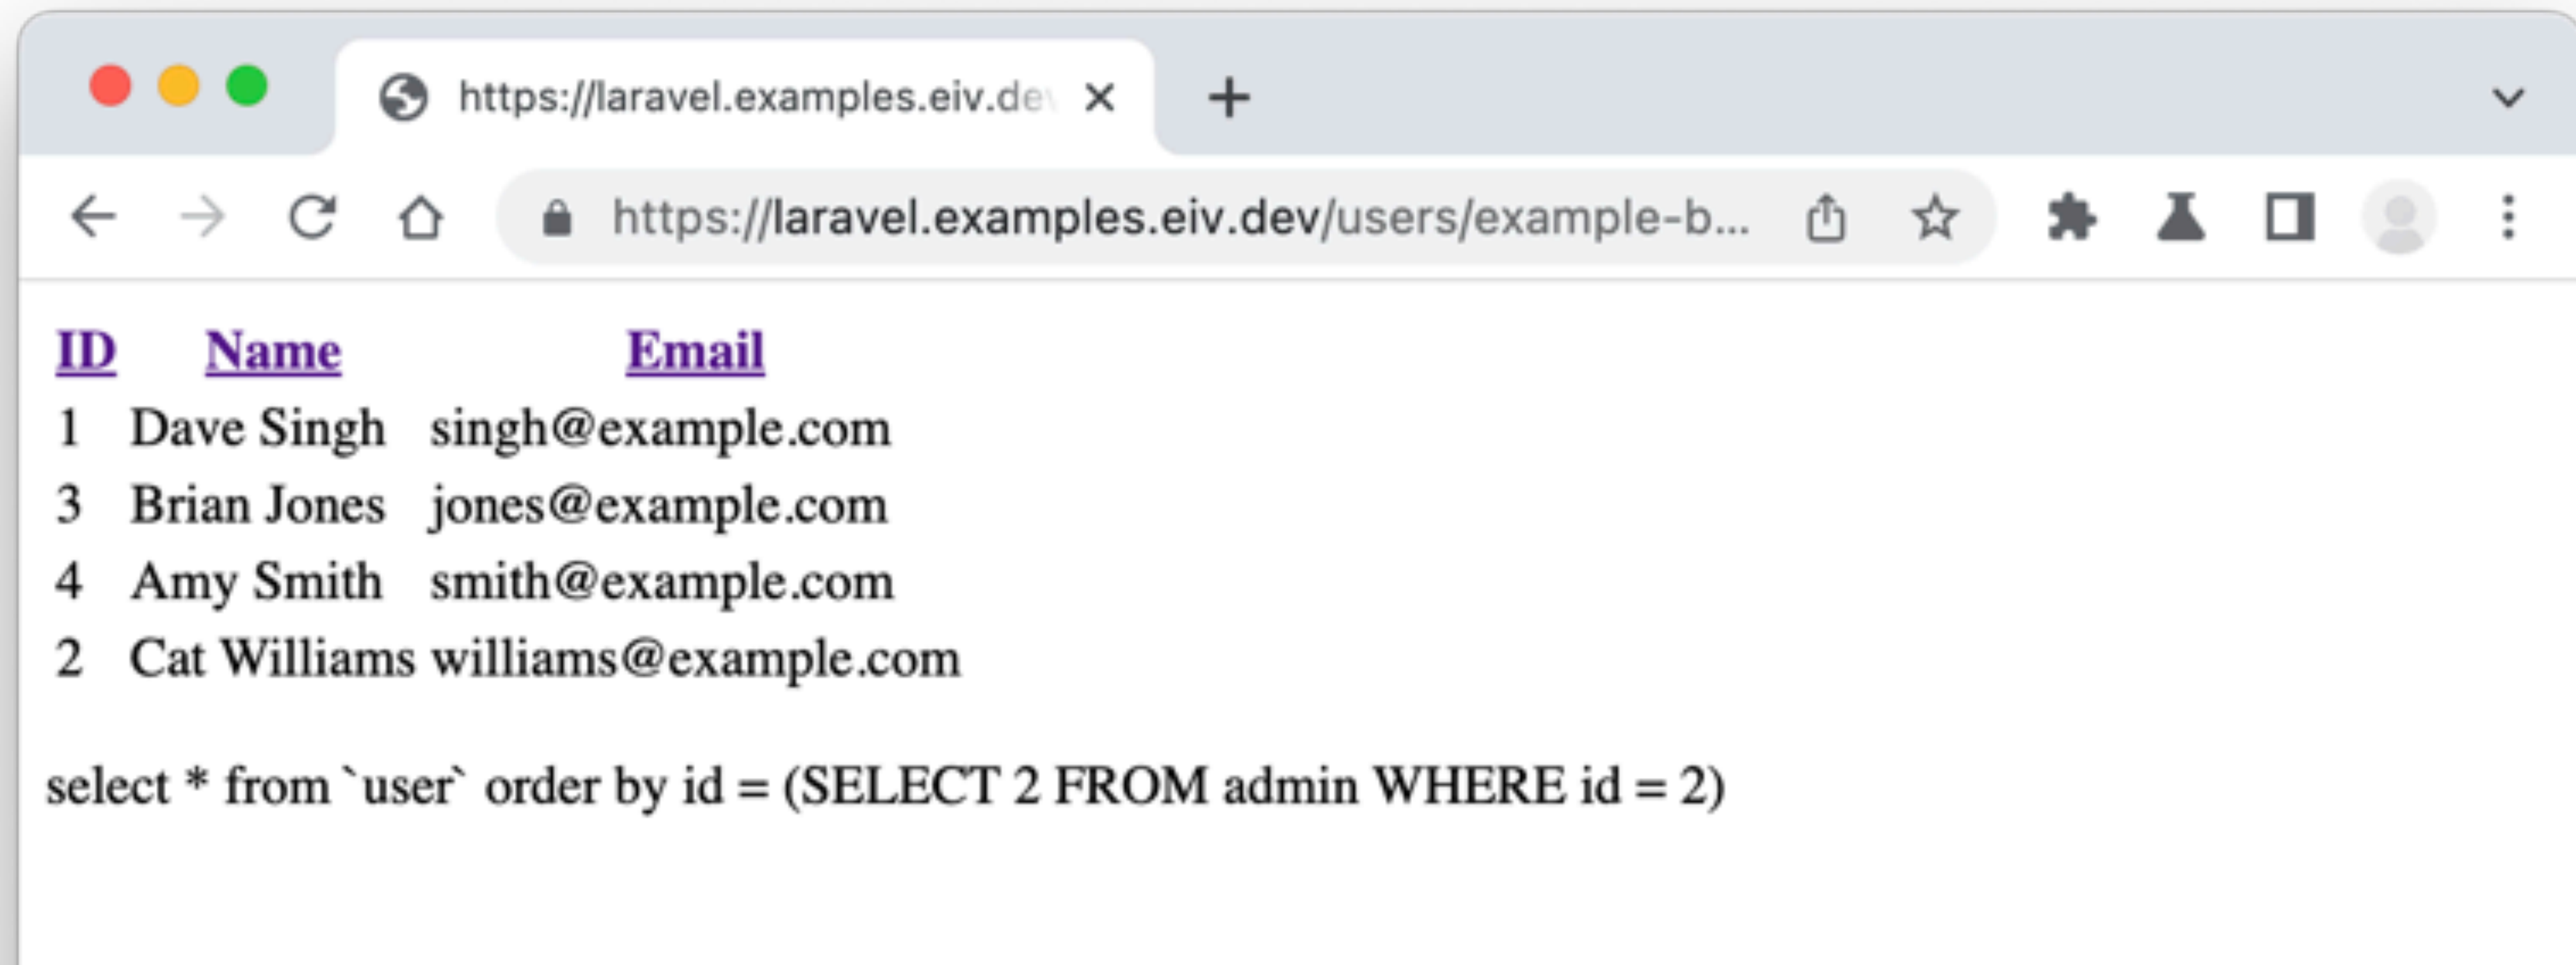 https://laravel.examples.eiv.dev
https://laravel.examples.eiv.dev/users/example-b...
ID Name Email
1 Dave Singh singh@example.com
3 Brian Jones jones@example.com
4 Amy Smith smith@example.com
2 Cat Williams williams@example.com
select * from `user` order by id = (SELECT 2 FROM admin WHERE id = 2)